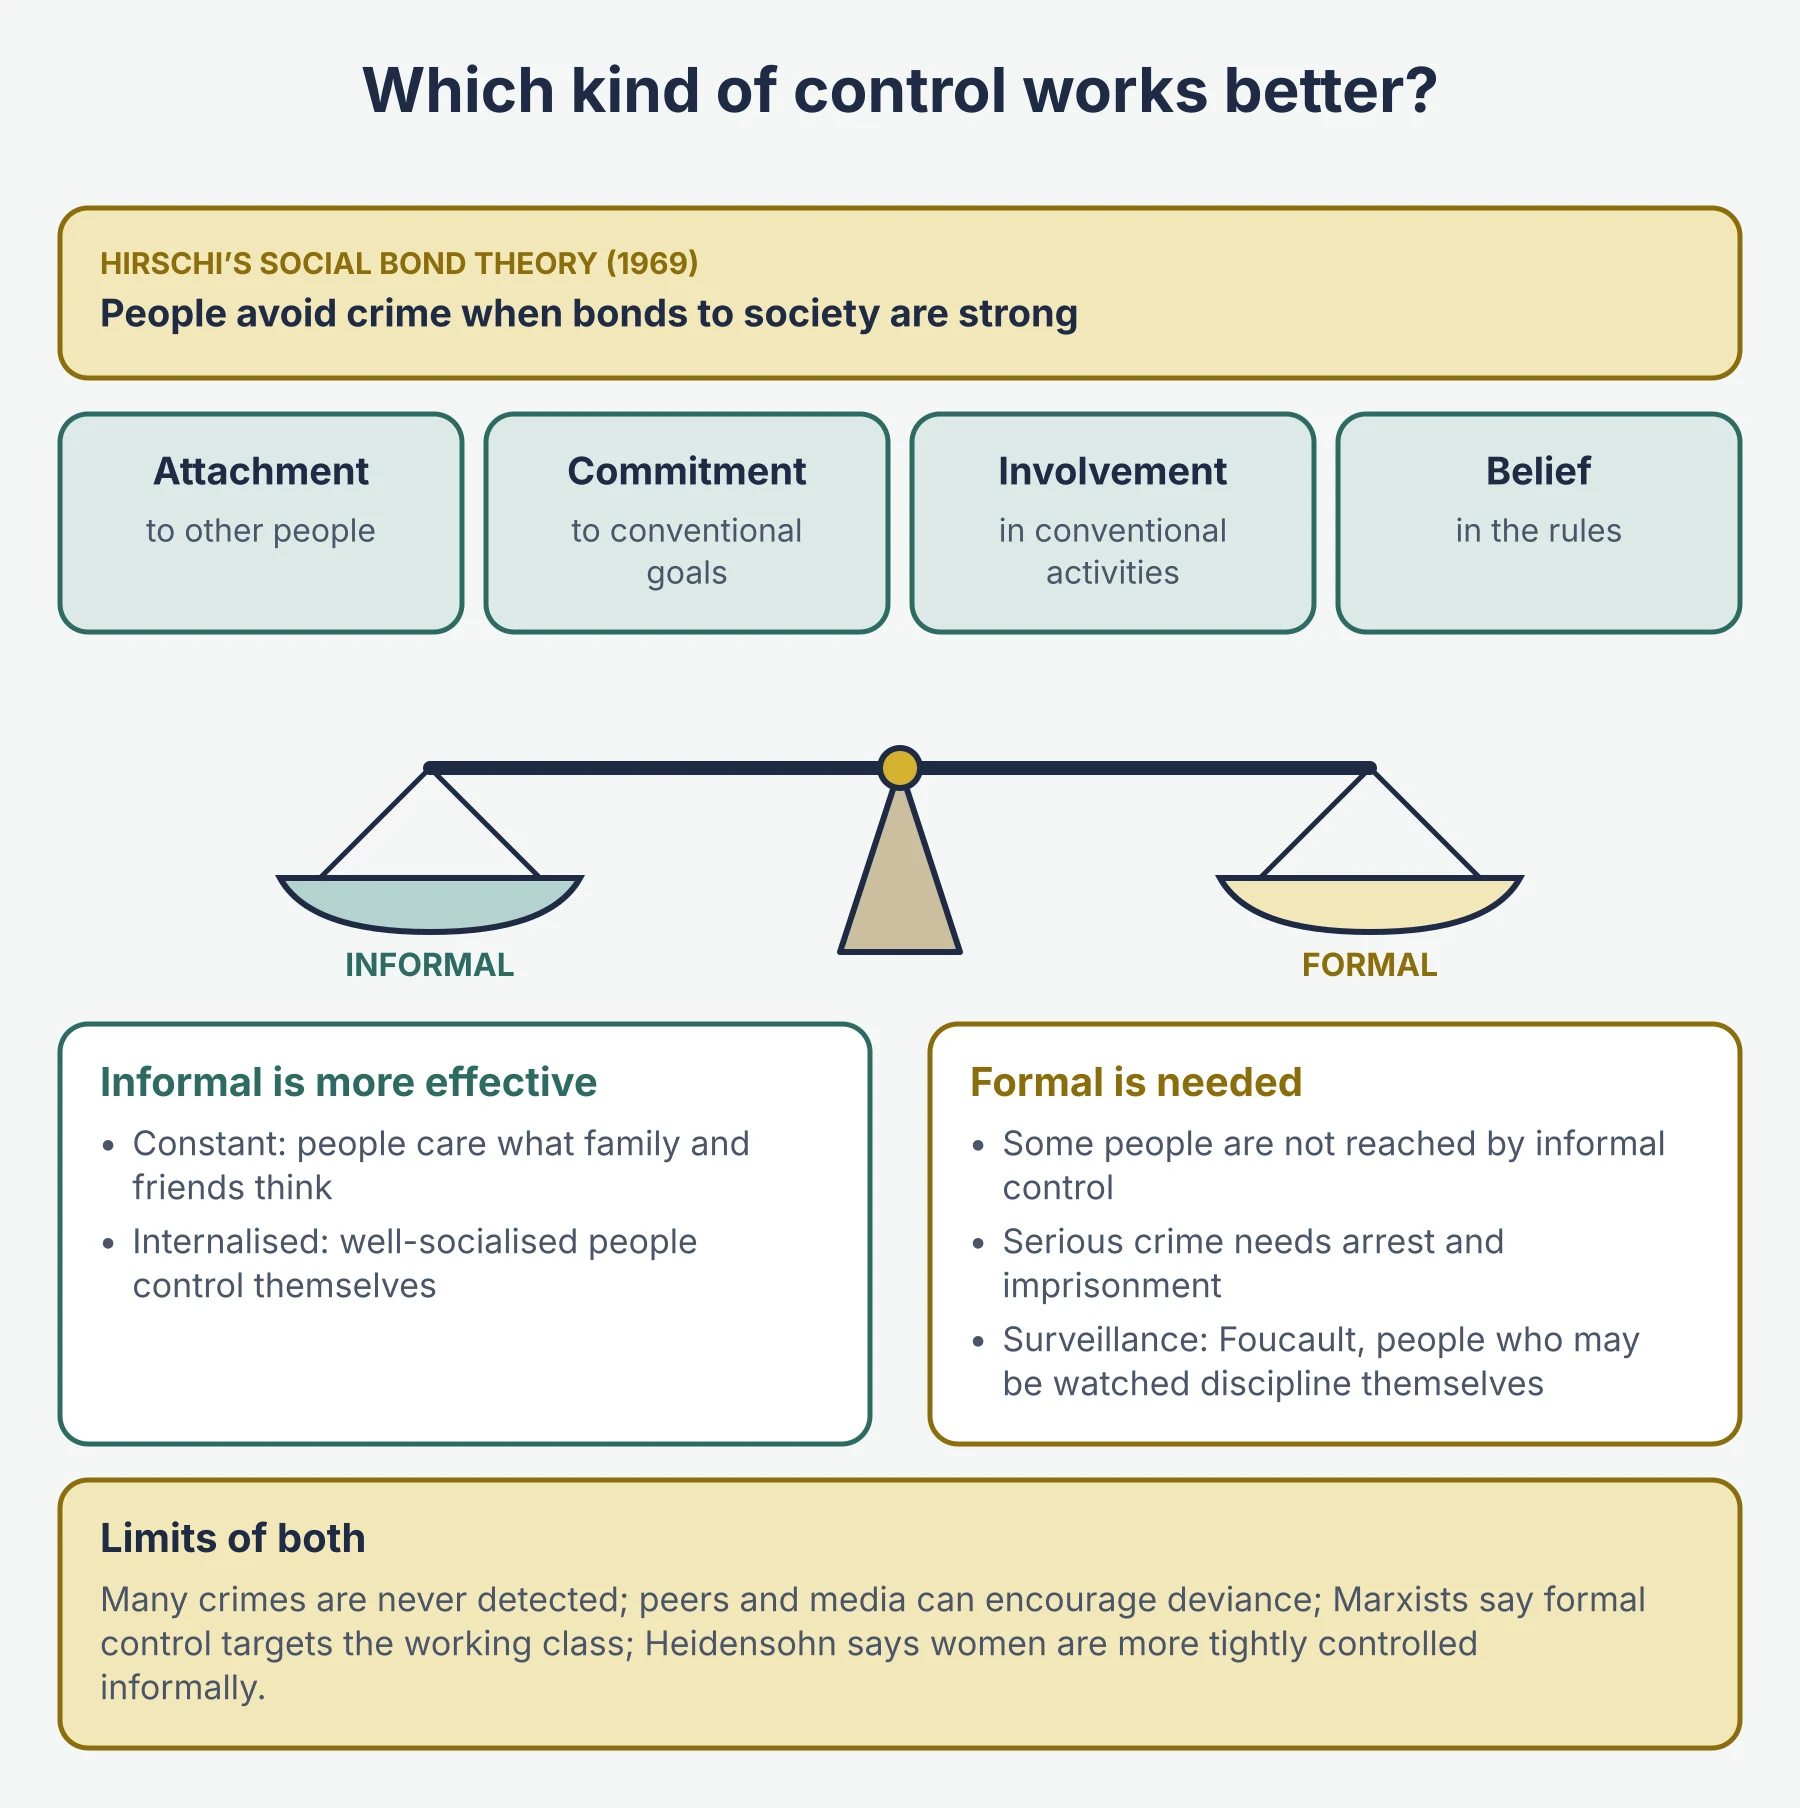 Which kind of control works better?
HIRSCHI’S SOCIAL BOND THEORY (1969)
People avoid crime when bonds to society are strong
Attachment
to other people
Commitment
to conventional
goals
Involvement
in conventional
activities
Belief
in the rules
INFORMAL
FORMAL
Informal is more effective
• Constant: people care what family and
friends think
• Internalised: well-socialised people
control themselves
Formal is needed
• Some people are not reached by informal
control
• Serious crime needs arrest and
imprisonment
• Surveillance: Foucault, people who may
be watched discipline themselves
Limits of both
Many crimes are never detected; peers and media can encourage deviance; Marxists say formal
control targets the working class; Heidensohn says women are more tightly controlled
informally.